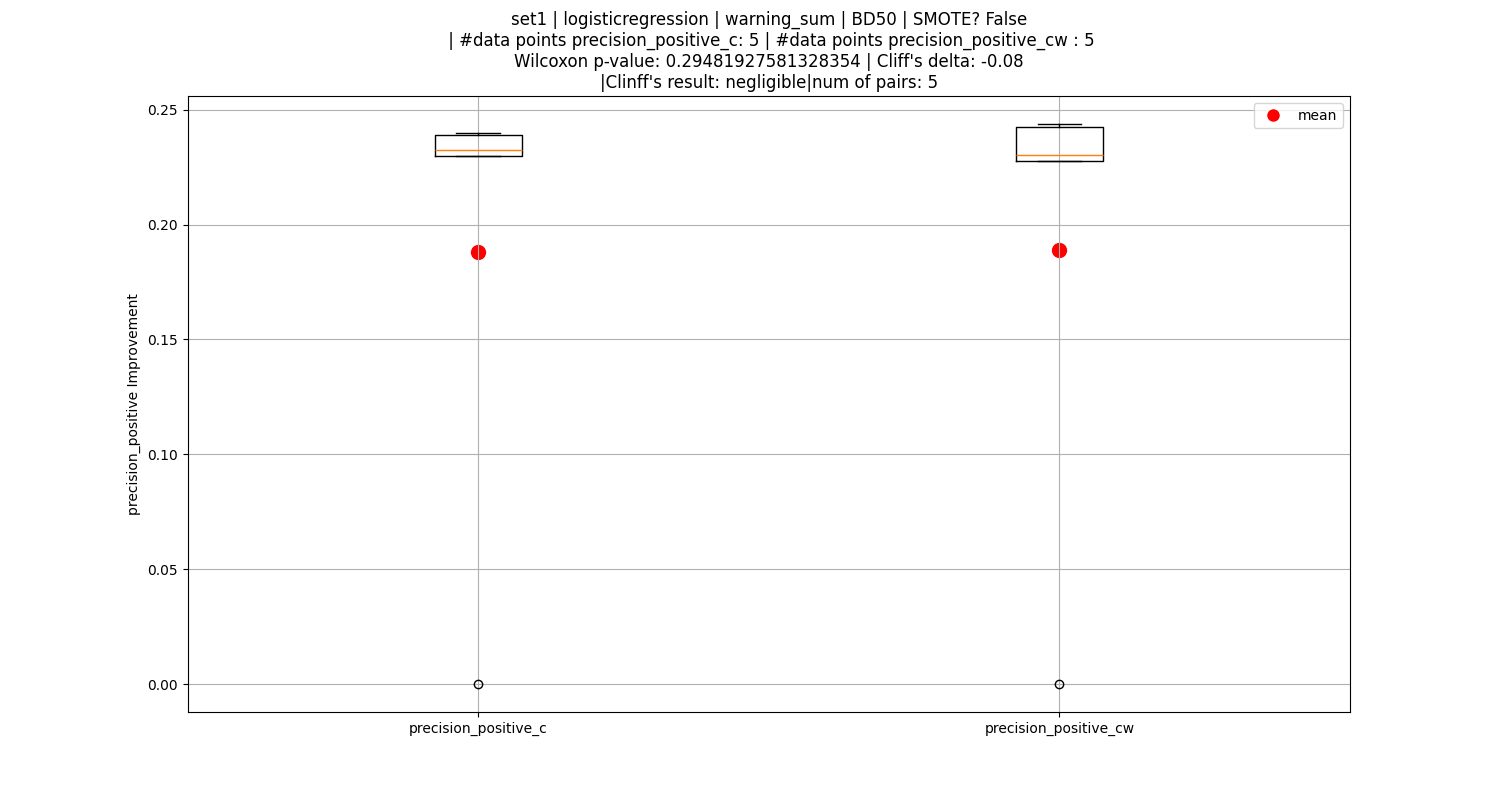 set1 | logisticregression | warning_sum | BD50 | SMOTE? False
| #data points precision_positive_c: 5 | #data points precision_positive_cw : 5
Wilcoxon p-value: 0.29481927581328354 | Cliff's delta: -0.08
|Clinff's result: negligible|num of pairs: 5
mean
precision_positive Improvement
0.25
0.20
0.15
0.10
0.05
0.00
precision_positive_c
precision_positive_cw